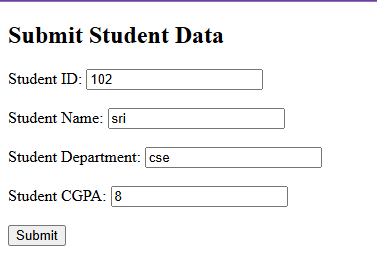 Submit Student Data
Student ID: 102
Student Name: sri
Student Department: cse
Student CGPA: 8
Submit